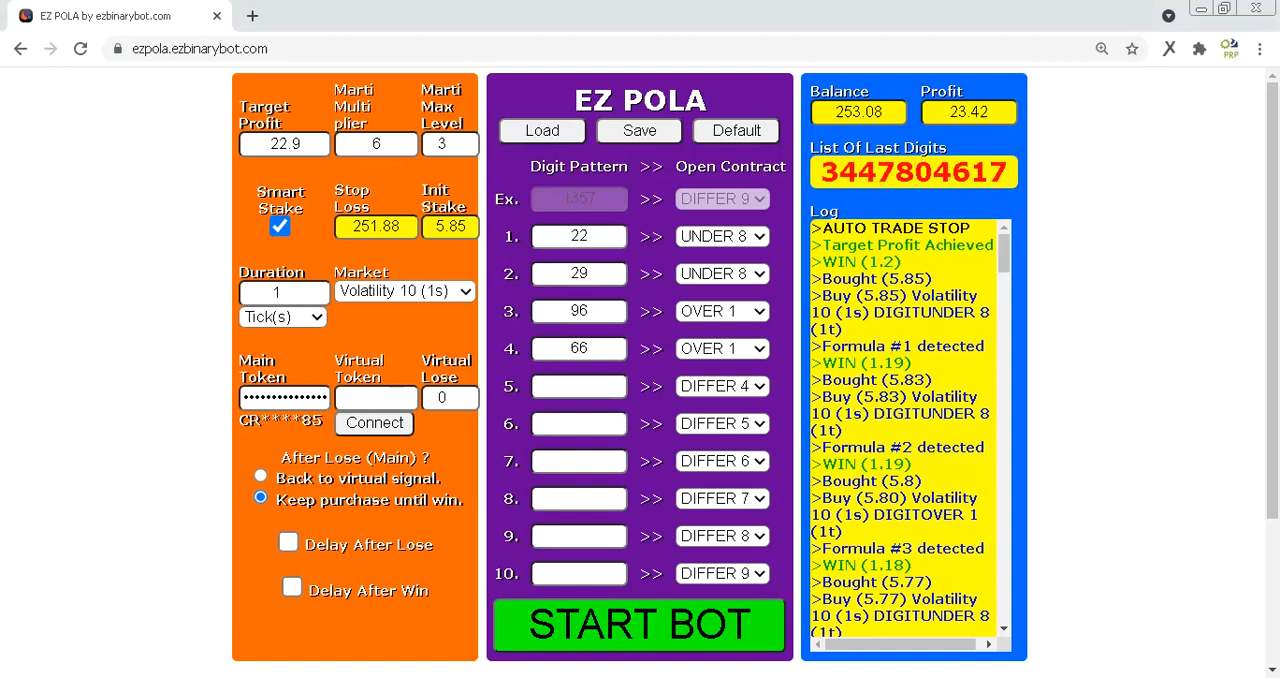 EZ POLA by ezbinarybot.com
ezpola.ezbinarybot.com
PRP
Target Profit
Marti Multi plier
Marti Max Level
22.9
6
3
Smart Stake
Stop Loss
Init Stake
251.88
5.85
Duration
Market
1
Volatility 10 (1s)
Tick(s)
Main Token
Virtual Token
Virtual Lose
•••••••••••••••
0
CR****85
Connect
After Lose (Main) ?
Back to virtual signal.
Keep purchase until win.
Delay After Lose
Delay After Win
EZ POLA
Load
Save
Default
Digit Pattern >> Open Contract
Ex. 1357 >> DIFFER 9
1. 22 >> UNDER 8
2. 29 >> UNDER 8
3. 96 >> OVER 1
4. 66 >> OVER 1
5. >> DIFFER 4
6. >> DIFFER 5
7. >> DIFFER 6
8. >> DIFFER 7
9. >> DIFFER 8
10. >> DIFFER 9
START BOT
Balance
Profit
253.08
23.42
List Of Last Digits
3447804617
Log
>AUTO TRADE STOP
>Target Profit Achieved
>WIN (1.2)
>Bought (5.85)
>Buy (5.85) Volatility
10 (1s) DIGITUNDER 8
(1t)
>Formula #1 detected
>WIN (1.19)
>Bought (5.83)
>Buy (5.83) Volatility
10 (1s) DIGITUNDER 8
(1t)
>Formula #2 detected
>WIN (1.19)
>Bought (5.8)
>Buy (5.80) Volatility
10 (1s) DIGITOVER 1
(1t)
>Formula #3 detected
>WIN (1.18)
>Bought (5.77)
>Buy (5.77) Volatility
10 (1s) DIGITUNDER 8
(1t)